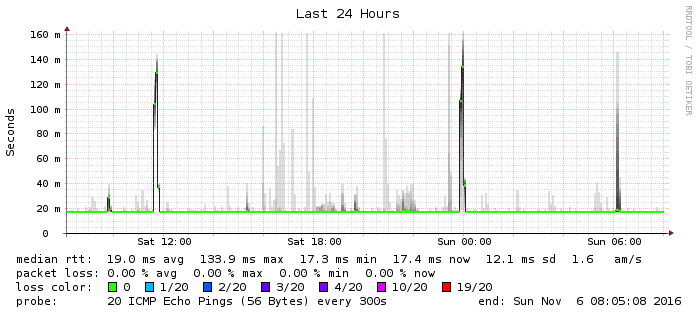 Last 24 Hours
RRDTOOL / TOBI OETIKER
160 m
140 m
120 m
100 m
80 m
60 m
40 m
20 m
0
Seconds
Sat 12:00 Sat 18:00 Sun 00:00 Sun 06:00
median rtt: 19.0 ms avg 133.9 ms max 17.3 ms min 17.4 ms now 12.1 ms sd 1.6 am/s
packet loss: 0.00 % avg 0.00 % max 0.00 % min 0.00 % now
loss color: 0 1/20 2/20 3/20 4/20 10/20 19/20
probe: 20 ICMP Echo Pings (56 Bytes) every 300s end: Sun Nov 6 08:05:08 2016